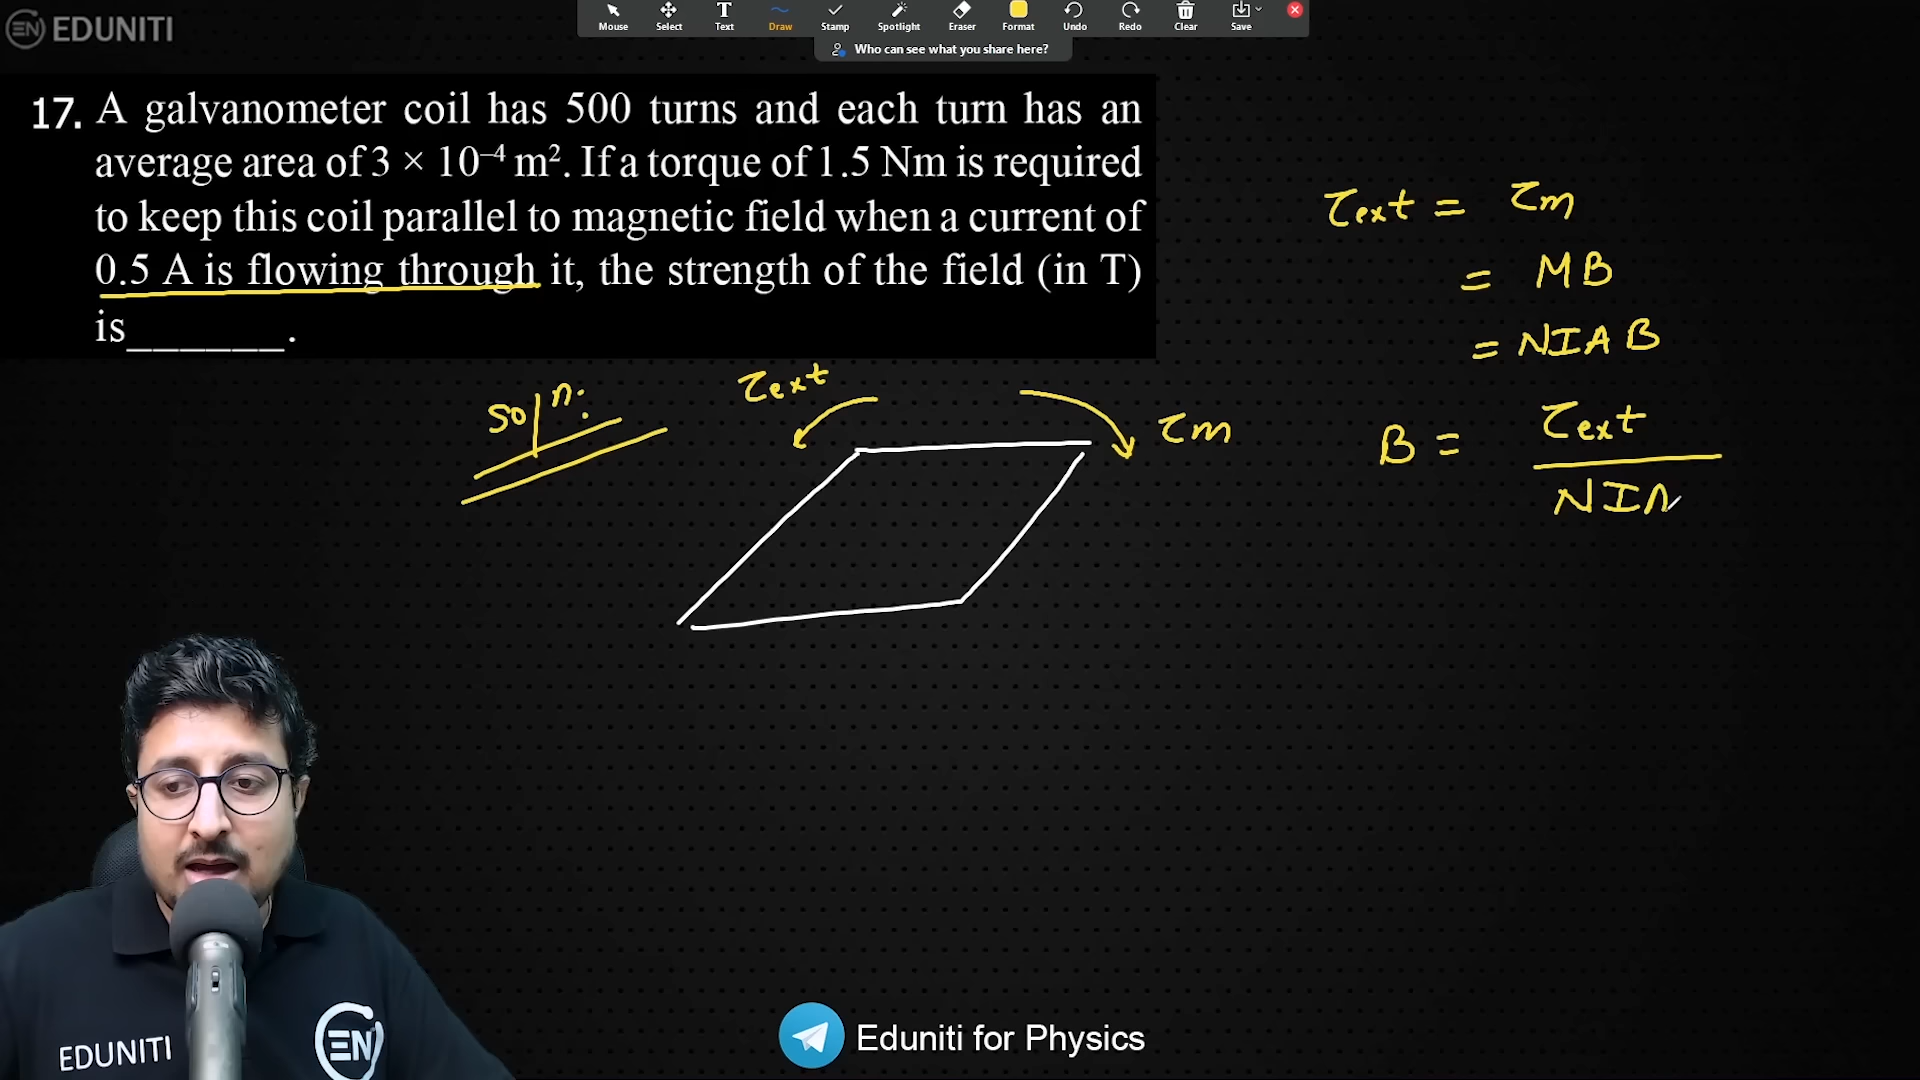 EN EDUNITI
Mouse Select Text Draw Stamp Spotlight Eraser Format Undo Redo Clear Save
Who can see what you share here?
17. A galvanometer coil has 500 turns and each turn has an
average area of 3 × 10⁻⁴ m². If a torque of 1.5 Nm is required
to keep this coil parallel to magnetic field when a current of
0.5 A is flowing through it, the strength of the field (in T)
is______.
Solⁿ:
τext
τm
τext = τm
= MB
= NIAB
B = τext
NIA
EDUNITI
EN
Eduniti for Physics